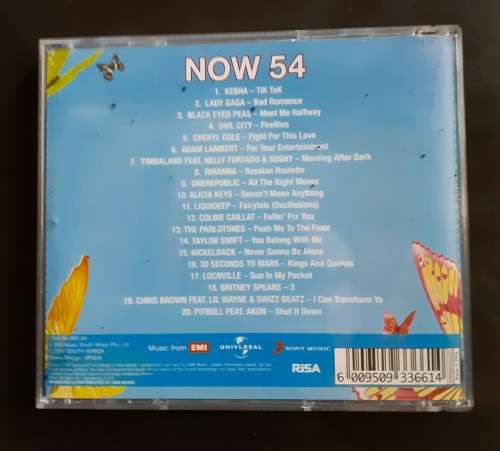 NOW 54
1. KE$HA – TiK ToK
2. LADY GAGA – Bad Romance
3. BLACK EYED PEAS – Meet Me Halfway
4. OWL CITY – Fireflies
5. CHERYL COLE – Fight For This Love
6. ADAM LAMBERT – For Your Entertainment
7. TIMBALAND FEAT. NELLY FURTADO & SOSHY – Morning After Dark
8. RIHANNA – Russian Roulette
9. ONEREPUBLIC – All The Right Moves
10. ALICIA KEYS – Doesn't Mean Anything
11. LIQUIDEEP – Fairytale (Oscillations)
12. COLBIE CAILLAT – Fallin' For You
13. THE PARLOTONES – Push Me To The Floor
14. TAYLOR SWIFT – You Belong With Me
15. NICKELBACK – Never Gonna Be Alone
16. 30 SECONDS TO MARS – Kings And Queens
17. LOCNVILLE – Sun In My Pocket
18. BRITNEY SPEARS – 3
19. CHRIS BROWN FEAT. LIL WAYNE & SWIZZ BEATZ – I Can Transform Ya
20. PITBULL FEAT. AKON – Shut It Down
Music from EMI UNIVERSAL SONY MUSIC
RiSA
6 009509 336614